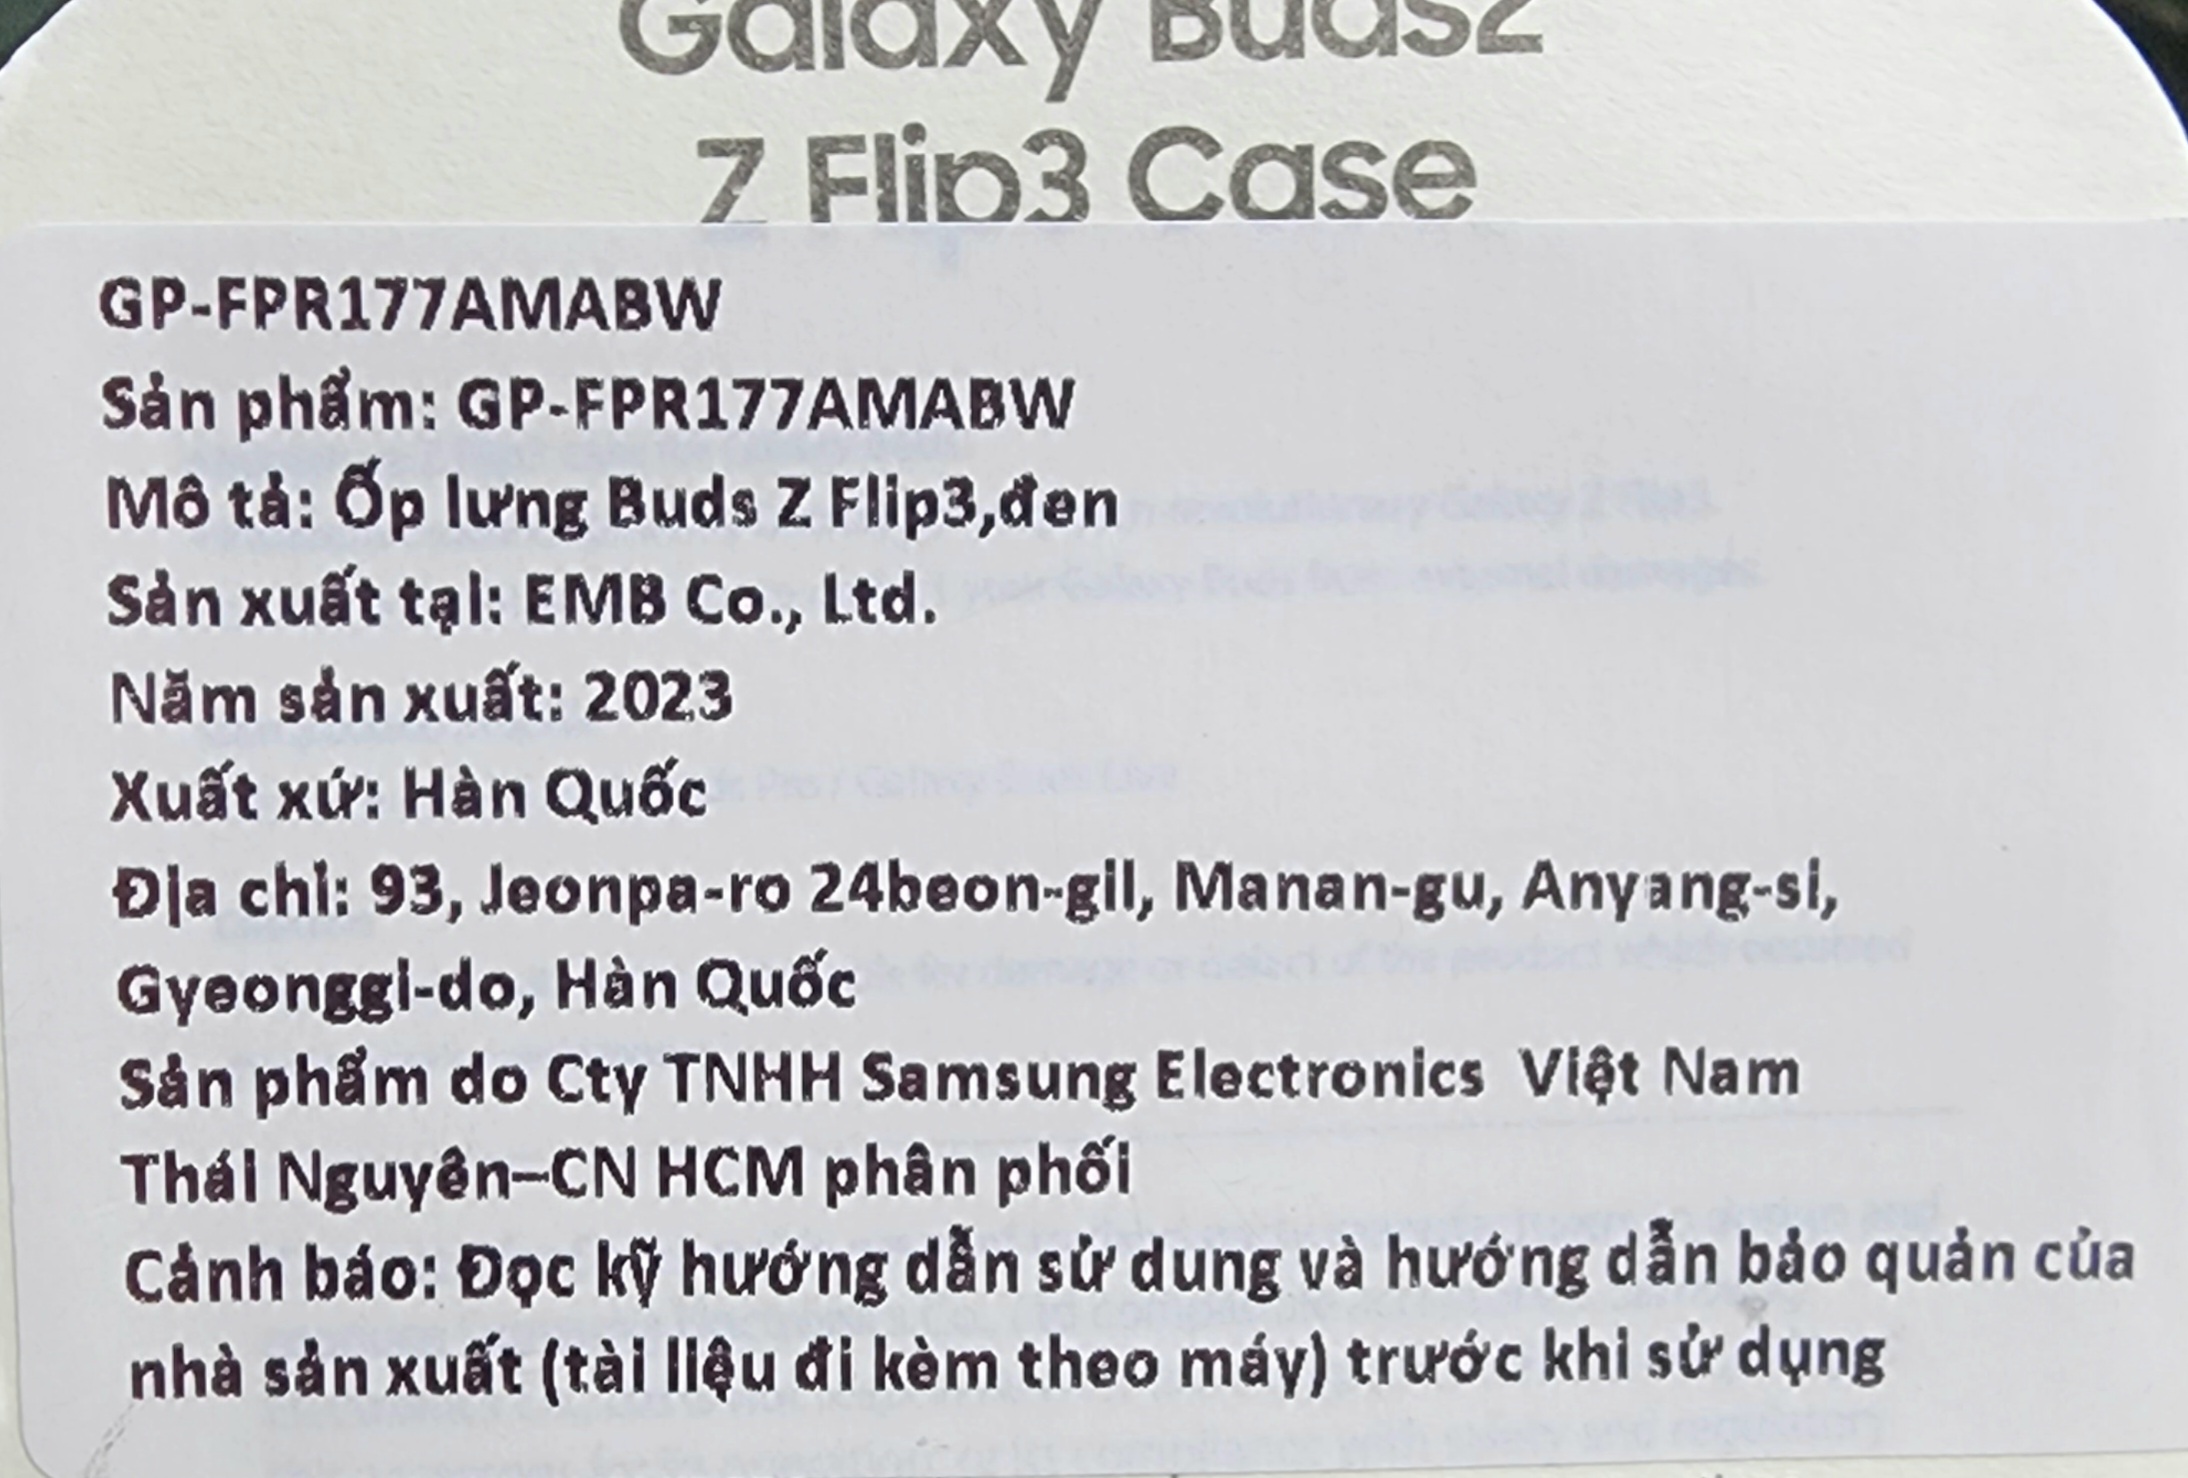 Galaxy Buds2
Z Flip3 Case
GP-FPR177AMABW
Sản phẩm: GP-FPR177AMABW
Mô tả: Ốp lưng Buds Z Flip3,đen
Sản xuất tại: EMB Co., Ltd.
Năm sản xuất: 2023
Xuất xứ: Hàn Quốc
Địa chỉ: 93, Jeonpa-ro 24beon-gil, Manan-gu, Anyang-si,
Gyeonggi-do, Hàn Quốc
Sản phẩm do Cty TNHH Samsung Electronics Việt Nam
Thái Nguyên–CN HCM phân phối
Cảnh báo: Đọc kỹ hướng dẫn sử dung và hướng dẫn bảo quản của
nhà sản xuất (tài liệu đi kèm theo máy) trước khi sử dụng